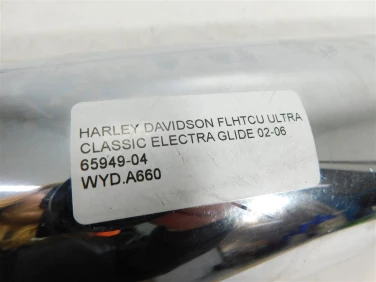 HARLEY DAVIDSON FLHTCU ULTRA
CLASSIC ELECTRA GLIDE 02-06
65949-04
WYD.A660